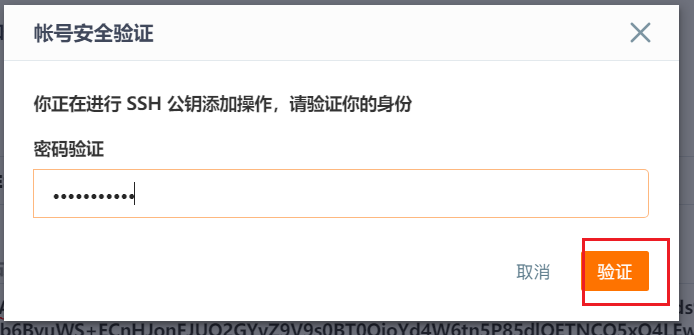 帐号安全验证
你正在进行 SSH 公钥添加操作，请验证你的身份
密码验证
•••••••••••
取消
验证
b6ByuWS+ECnHJonEJUO2GYvZ9V9s0BT0QioYd4W6tn5P85dlOETNCO5xO4LEw